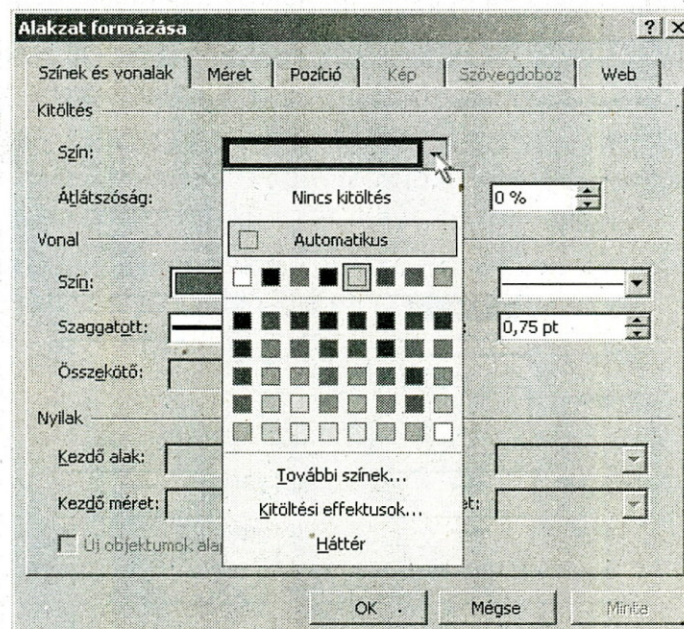 Alakzat formázása
Színek és vonalak Méret Pozíció Kép Szövegdoboz Web
Kitöltés
Szín:
Átlátszóság: 0 %
Nincs kitöltés
Automatikus
Vonal
Szín:
Szaggatott: 0,75 pt
Összekötő:
Nyilak
Kezdő alak:
További színek...
Kezdő méret: et:
Kitöltési effektusok...
Új objektumok alap
Háttér
OK Mégse Minta